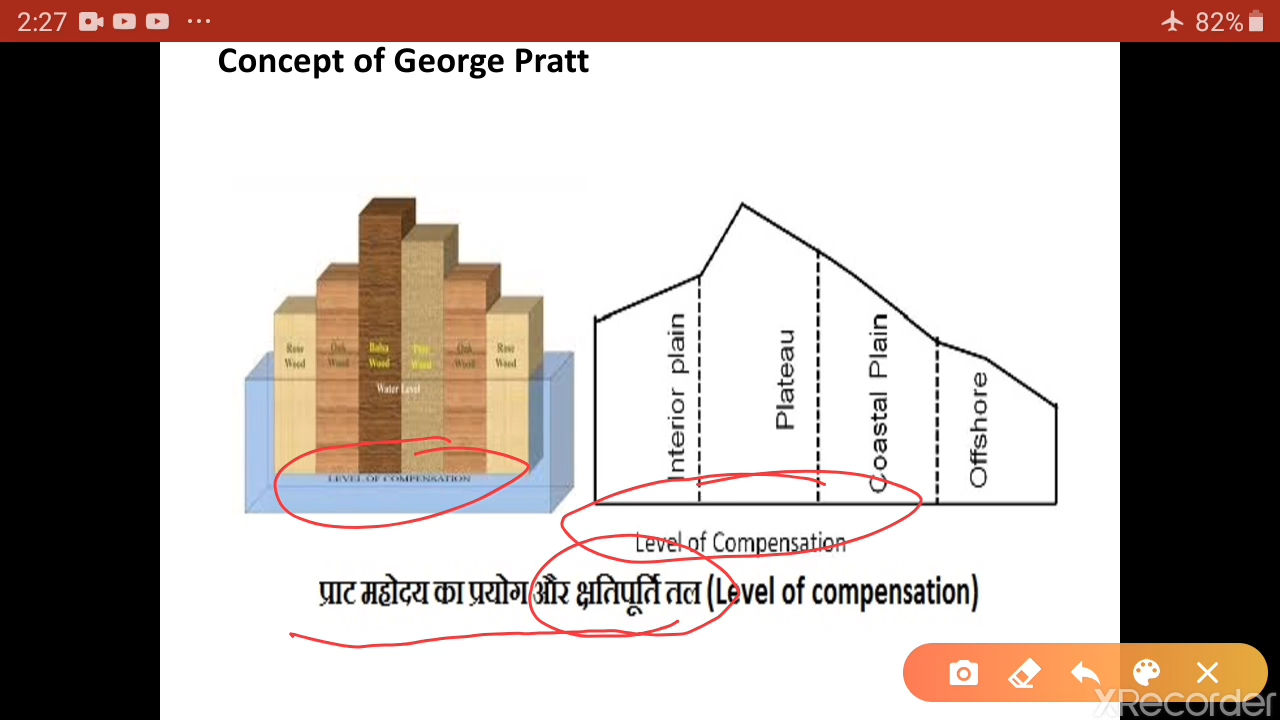 2:27
82%
Concept of George Pratt
Rose Wood
Oak Wood
Balsa Wood
Pine Wood
Oak Wood
Rose Wood
Water Level
LEVEL OF COMPENSATION
Interior plain
Plateau
Coastal Plain
Offshore
Level of Compensation
प्राट महोदय का प्रयोग और क्षतिपूर्ति तल (Level of compensation)
XRecorder